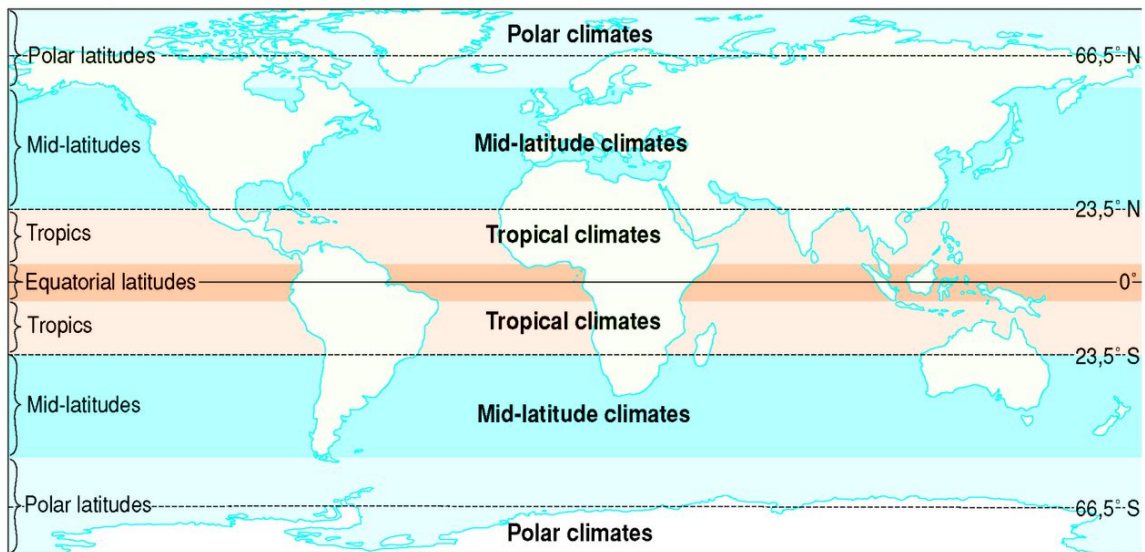 Polar climates
Polar latitudes 66,5° N
Mid-latitudes Mid-latitude climates
23,5° N
Tropics Tropical climates
Equatorial latitudes 0°
Tropics Tropical climates
23,5° S
Mid-latitudes Mid-latitude climates
Polar latitudes 66,5° S
Polar climates